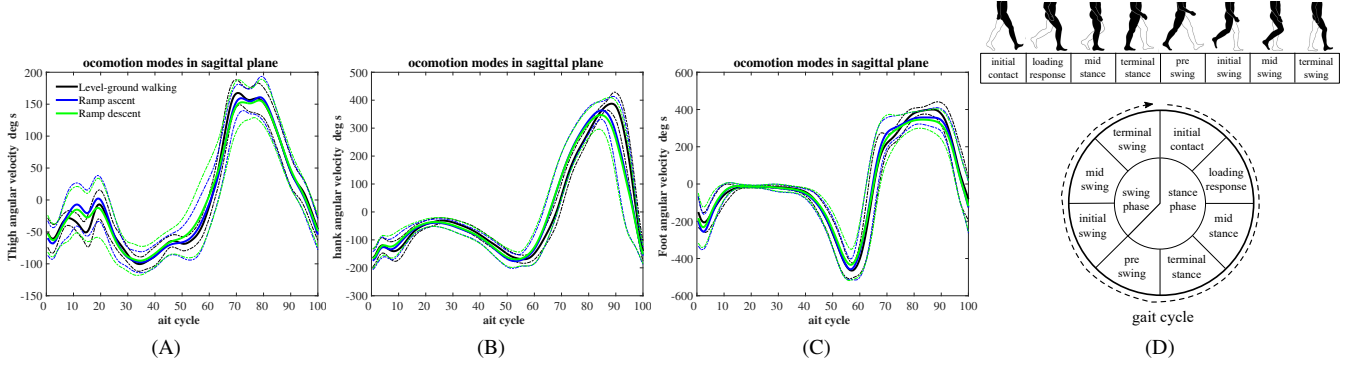 ocomotion modes in sagittal plane
Thigh angular velocity deg s
200
150
100
50
0
-50
-100
-150
Level-ground walking
Ramp ascent
Ramp descent
0 10 20 30 40 50 60 70 80 90 100
ait cycle
(A)
ocomotion modes in sagittal plane
hank angular velocity deg s
500
400
300
200
100
0
-100
-200
-300
0 10 20 30 40 50 60 70 80 90 100
ait cycle
(B)
ocomotion modes in sagittal plane
Foot angular velocity deg s
600
400
200
0
-200
-400
-600
0 10 20 30 40 50 60 70 80 90 100
ait cycle
(C)
initial contact
loading response
mid stance
terminal stance
pre swing
initial swing
mid swing
terminal swing
terminal swing
initial contact
mid swing
loading response
swing phase
stance phase
initial swing
mid stance
pre swing
terminal stance
gait cycle
(D)